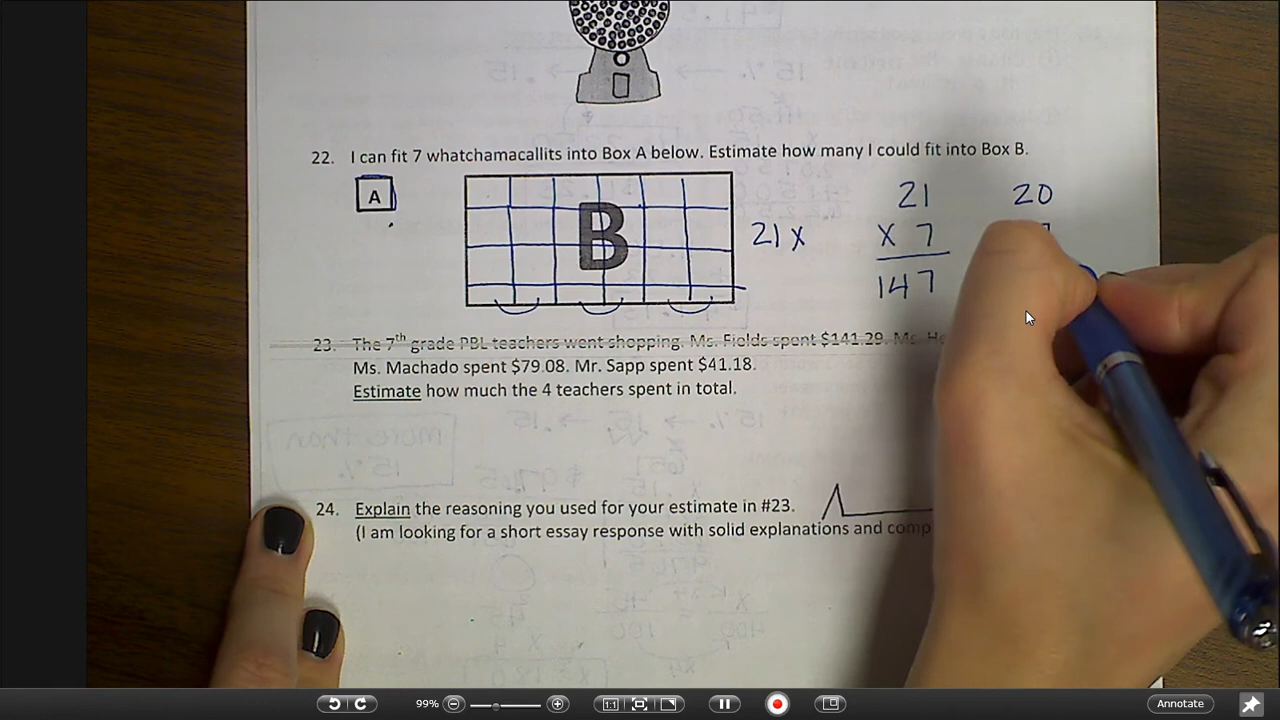 22. I can fit 7 whatchamacallits into Box A below. Estimate how many I could fit into Box B.
A
B
21 x
21
x 7
147
20
23. The 7th grade PBL teachers went shopping. Ms. Fields spent $141.29. Ms. He
Ms. Machado spent $79.08. Mr. Sapp spent $41.18.
Estimate how much the 4 teachers spent in total.
24. Explain the reasoning you used for your estimate in #23.
(I am looking for a short essay response with solid explanations and comp
99%
1:1
Annotate